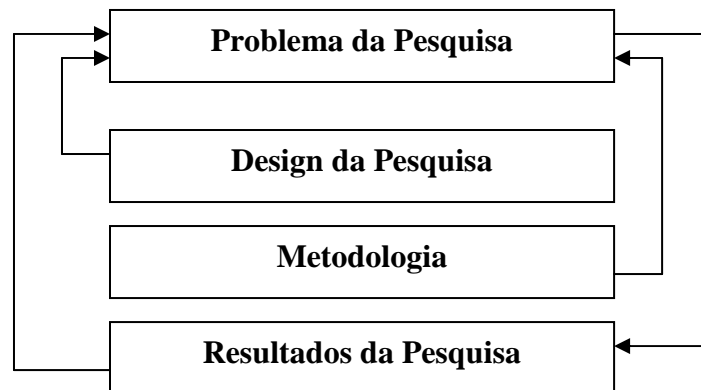 Problema da Pesquisa
Design da Pesquisa
Metodologia
Resultados da Pesquisa